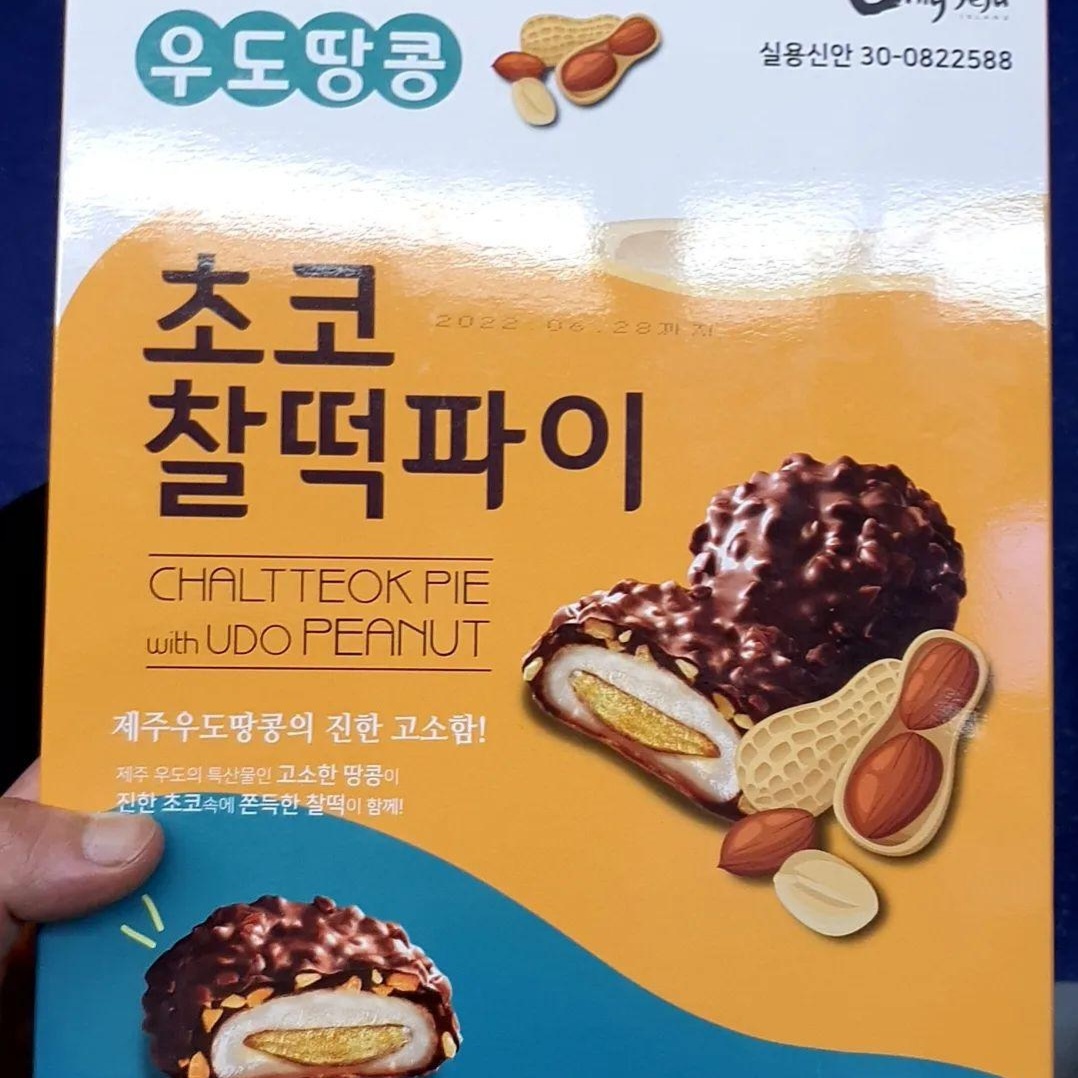 우도땅콩
Jeju
ISLAND
실용신안 30-0822588
초코
2022.06.28까지
찰떡파이
CHALTTEOK PIE
with UDO PEANUT
제주우도땅콩의 진한 고소함!
제주 우도의 특산물인 고소한 땅콩이
진한 초코속에 쫀득한 찰떡이 함께!